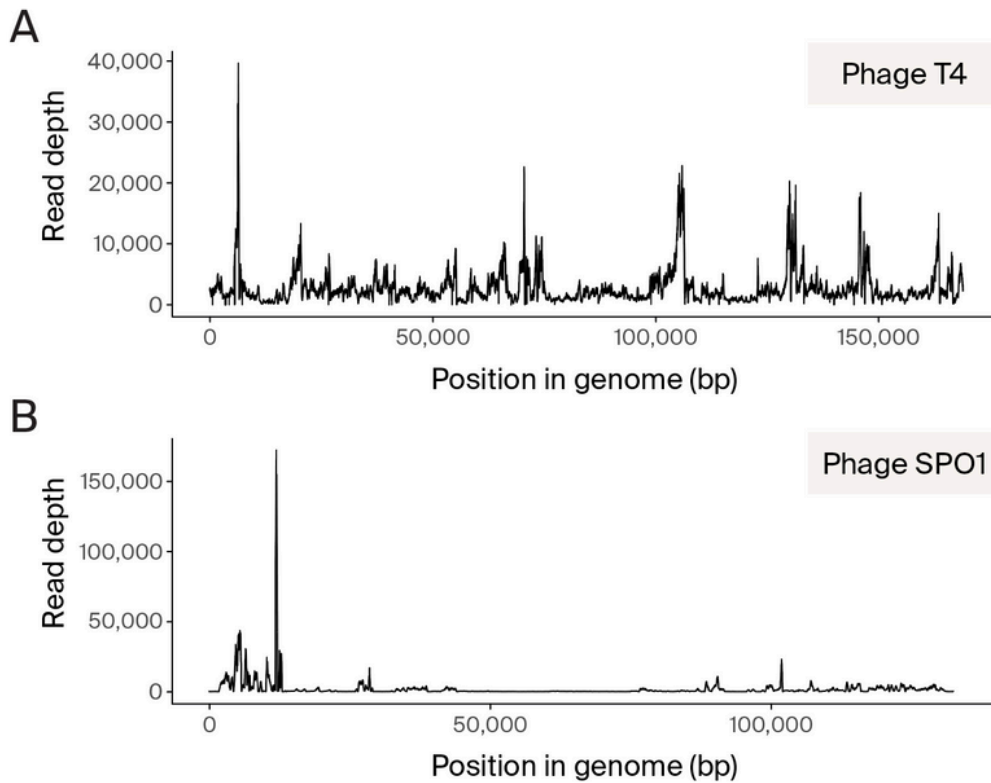 A
Phage T4
Read depth
40,000
30,000
20,000
10,000
0
0 50,000 100,000 150,000
Position in genome (bp)
B
Phage SPO1
Read depth
150,000
100,000
50,000
0
0 50,000 100,000
Position in genome (bp)